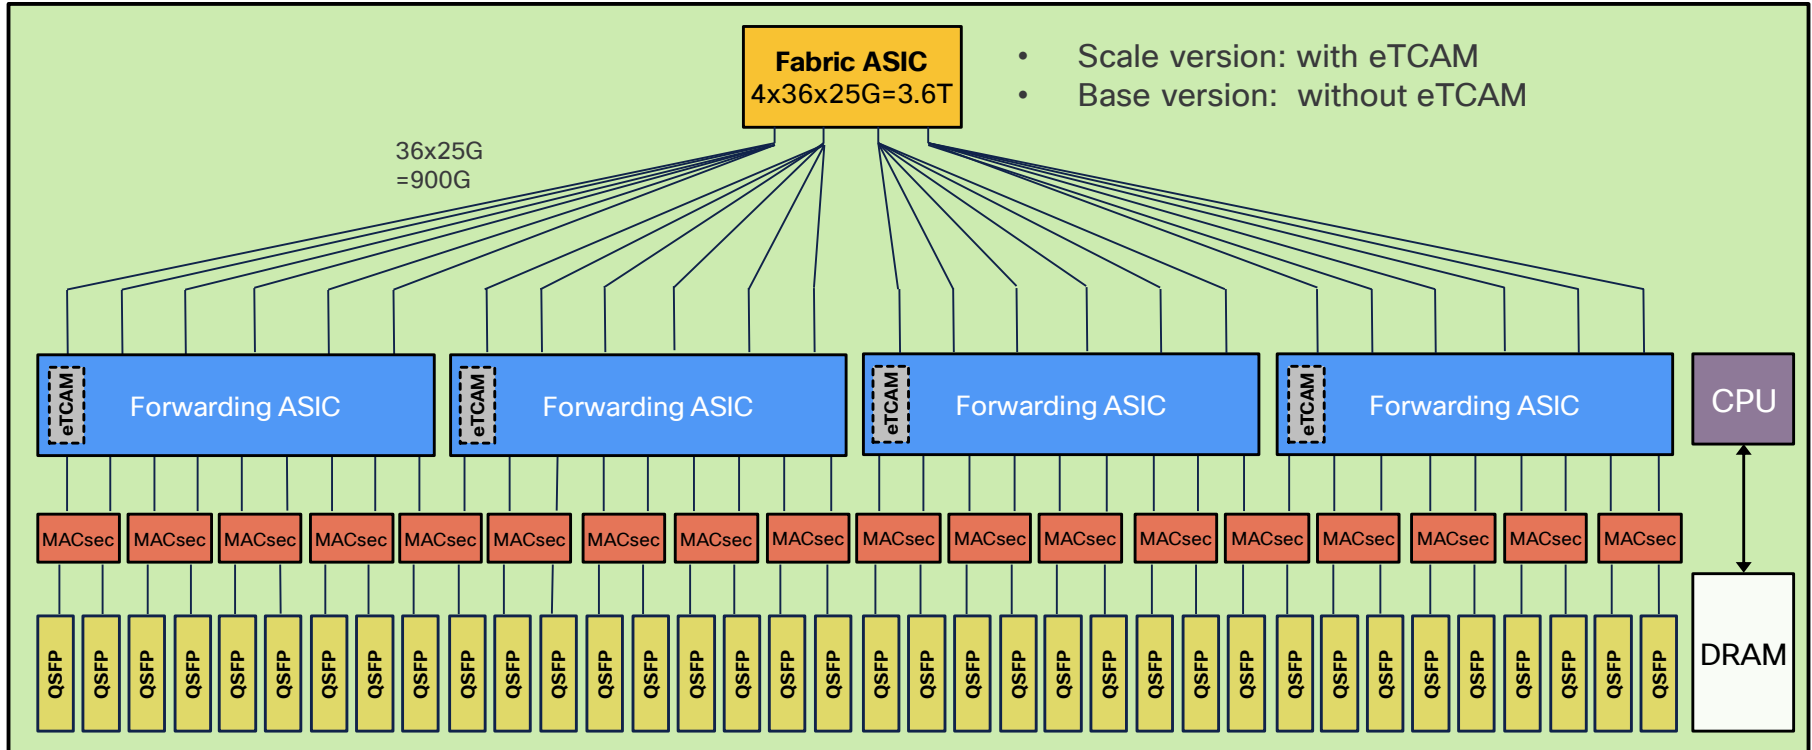 Fabric ASIC
4x36x25G=3.6T
• Scale version: with eTCAM
• Base version: without eTCAM
36x25G
=900G
eTCAM
Forwarding ASIC
eTCAM
Forwarding ASIC
eTCAM
Forwarding ASIC
eTCAM
Forwarding ASIC
CPU
MACsec MACsec MACsec MACsec MACsec MACsec MACsec MACsec MACsec MACsec MACsec MACsec MACsec MACsec MACsec MACsec MACsec MACsec
QSFP QSFP QSFP QSFP QSFP QSFP QSFP QSFP QSFP QSFP QSFP QSFP QSFP QSFP QSFP QSFP QSFP QSFP QSFP QSFP QSFP QSFP QSFP QSFP QSFP QSFP QSFP QSFP QSFP QSFP QSFP QSFP QSFP QSFP QSFP QSFP
DRAM